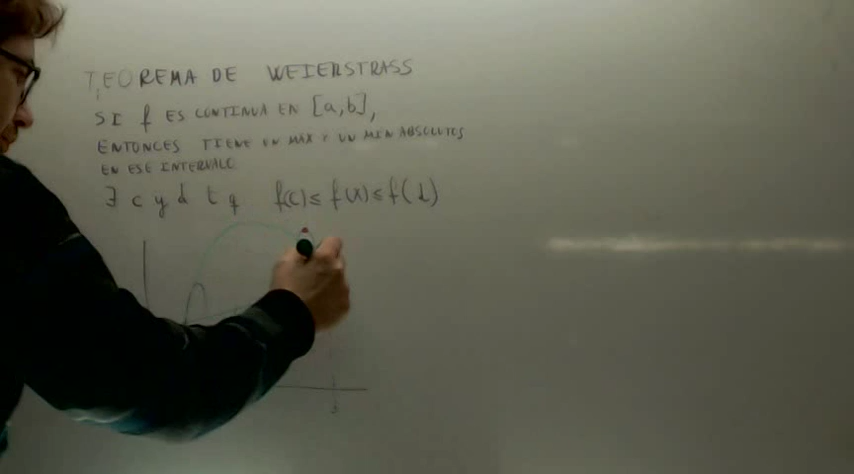 TEOREMA DE WEIERSTRASS
SI f ES CONTINUA EN [a,b],
ENTONCES TIENE UN MAX Y UN MIN ABSOLUTOS
EN ESE INTERVALO
∃ c y d t q f(c)≤ f(x)≤ f(d)
b